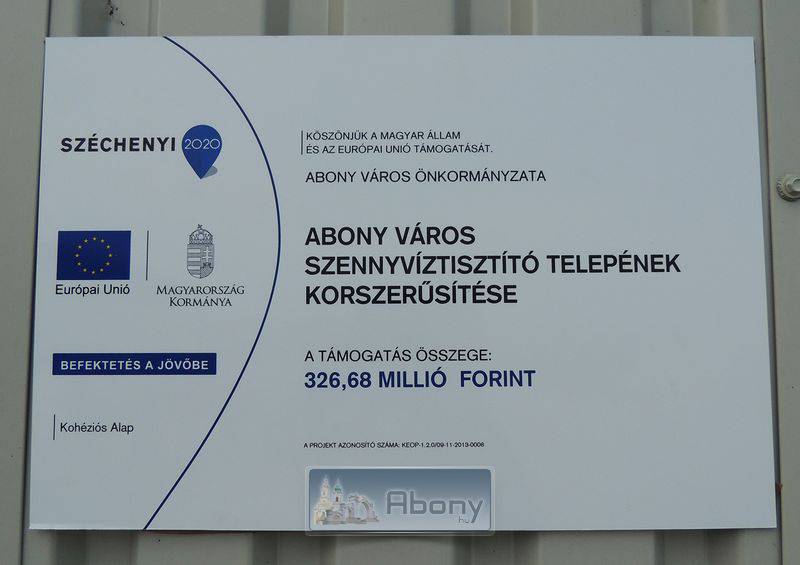 SZÉCHENYI 2020
Európai Unió
MAGYARORSZÁG
KORMÁNYA
BEFEKTETÉS A JÖVŐBE
Kohéziós Alap
KÖSZÖNJÜK A MAGYAR ÁLLAM
ÉS AZ EURÓPAI UNIÓ TÁMOGATÁSÁT.
ABONY VÁROS ÖNKORMÁNYZATA
ABONY VÁROS
SZENNYVÍZTISZTÍTÓ TELEPÉNEK
KORSZERŰSÍTÉSE
A TÁMOGATÁS ÖSSZEGE:
326,68 MILLIÓ FORINT
A PROJEKT AZONOSÍTÓ SZÁMA: KEOP-1.2.0/09-11-2013-0006
Abony
hu